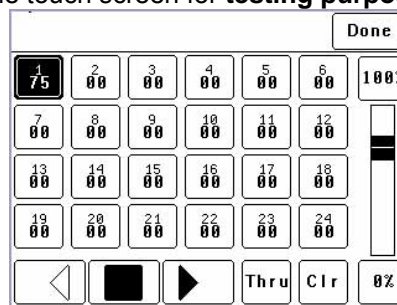 touch screen for testing purpo
Done
1 2 3 4 5 6
75 00 00 00 00 00 100
7 8 9 10 11 12
00 00 00 00 00 00
13 14 15 16 17 18
00 00 00 00 00 00
19 20 21 22 23 24
00 00 00 00 00 00
Thru Clr 0%